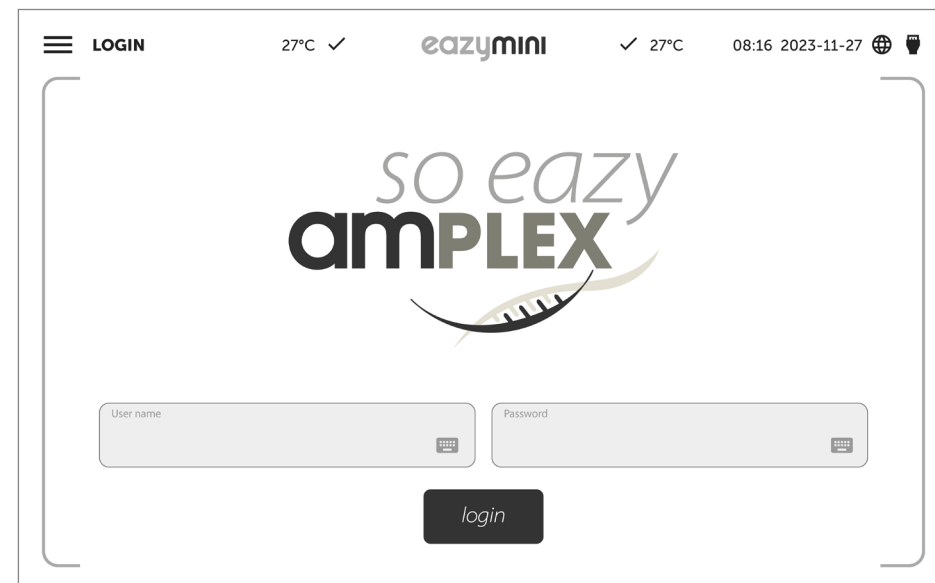 LOGIN 27°C eazymini 27°C 08:16 2023-11-27
so eazy
amPLEX
User name Password
login